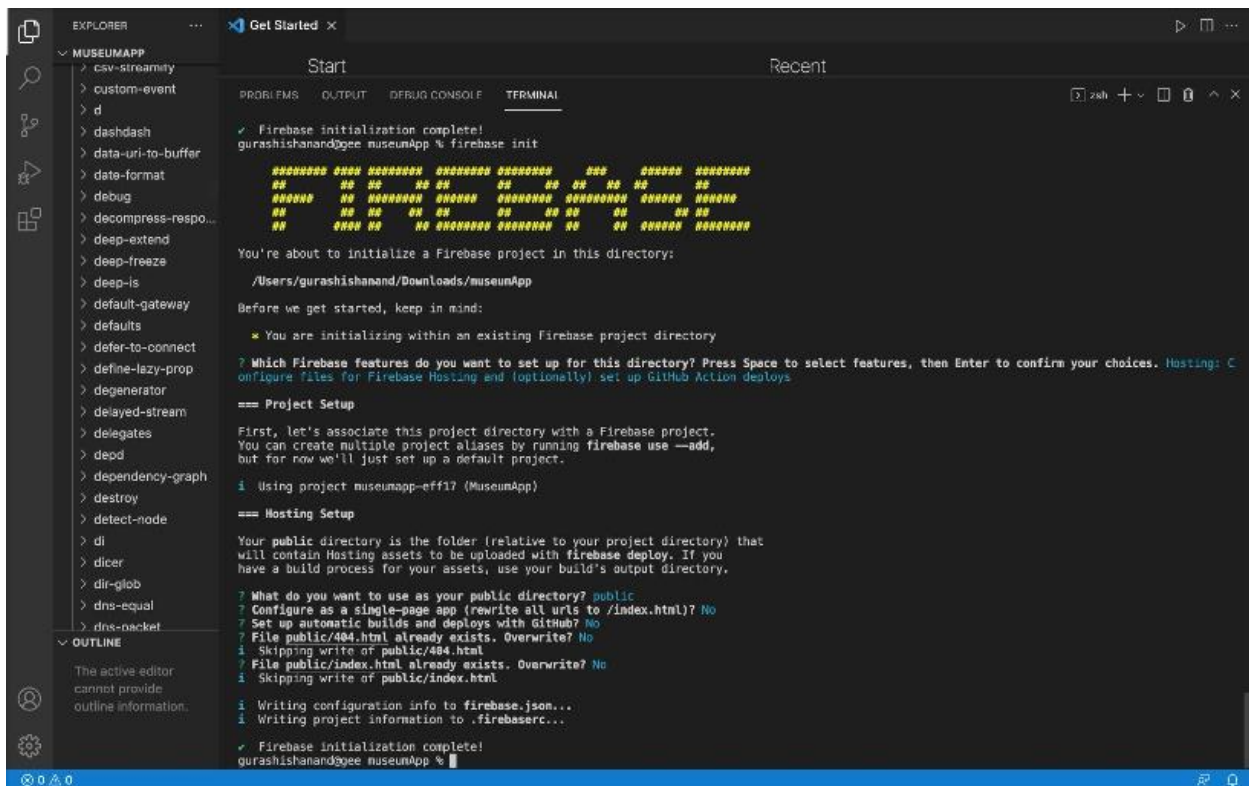 EXPLORER ...
MUSEUMAPP
csv-streamify
custom-event
d
dashdash
data-uri-to-buffer
date-format
debug
decompress-respo...
deep-extend
deep-freeze
deep-is
default-gateway
defaults
defer-to-connect
define-lazy-prop
degenerator
delayed-stream
delegates
depd
dependency-graph
destroy
detect-node
di
dicer
dir-glob
dns-equal
dns-packet
OUTLINE
The active editor
cannot provide
outline information.
Get Started ×
Start Recent
PROBLEMS OUTPUT DEBUG CONSOLE TERMINAL
zsh
✔ Firebase initialization complete!
gurashishanand@gee museumApp % firebase init
FIREBASE
You're about to initialize a Firebase project in this directory:
/Users/gurashishanand/Downloads/museumApp
Before we get started, keep in mind:
* You are initializing within an existing Firebase project directory
? Which Firebase features do you want to set up for this directory? Press Space to select features, then Enter to confirm your choices. Hosting: C
onfigure files for Firebase Hosting and (optionally) set up GitHub Action deploys
=== Project Setup
First, let's associate this project directory with a Firebase project.
You can create multiple project aliases by running firebase use --add,
but for now we'll just set up a default project.
i Using project museumapp-eff17 (MuseumApp)
=== Hosting Setup
Your public directory is the folder (relative to your project directory) that
will contain Hosting assets to be uploaded with firebase deploy. If you
have a build process for your assets, use your build's output directory.
? What do you want to use as your public directory? public
? Configure as a single-page app (rewrite all urls to /index.html)? No
? Set up automatic builds and deploys with GitHub? No
? File public/404.html already exists. Overwrite? No
i Skipping write of public/404.html
? File public/index.html already exists. Overwrite? No
i Skipping write of public/index.html
i Writing configuration info to firebase.json...
i Writing project information to .firebaserc...
✔ Firebase initialization complete!
gurashishanand@gee museumApp %
0 0